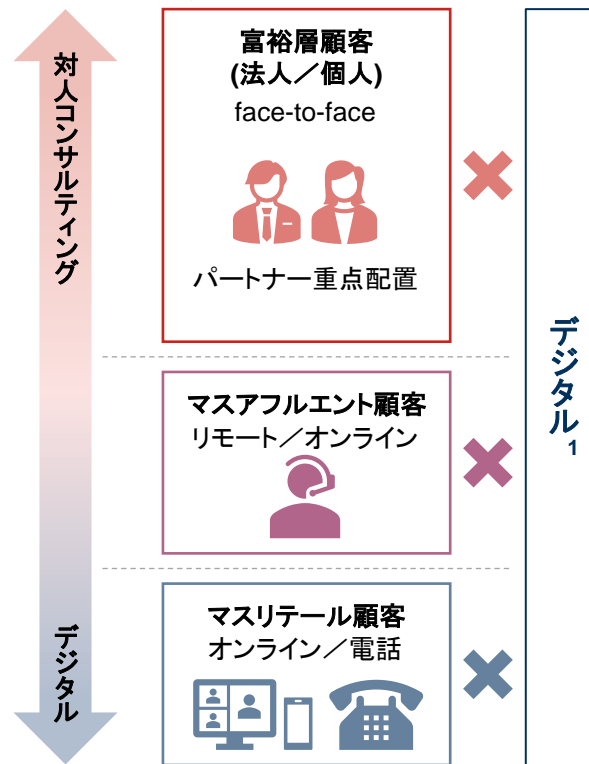 対人コンサルティング
デジタル
富裕層顧客
(法人／個人)
face-to-face
パートナー重点配置
マスアフルエント顧客
リモート／オンライン
マスリテール顧客
オンライン／電話
デジタル1